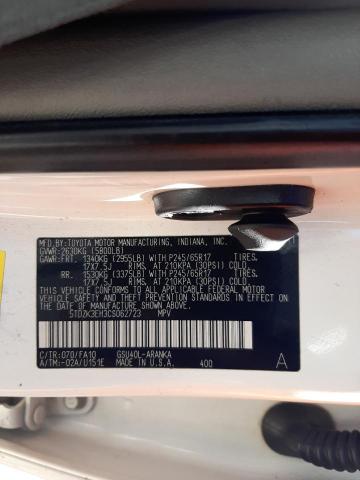 MFD.BY:TOYOTA MOTOR MANUFACTURING, INDIANA, INC.
GVWR:2630KG (5800LB)
GAWR:FRT. 1340KG (2955LB) WITH P245/65R17 TIRES,
17X7.5J RIMS, AT 210KPA (30PSI) COLD.
RR. 1530KG (3375LB) WITH P245/65R17 TIRES,
17X7.5J RIMS, AT 210KPA (30PSI) COLD.
THIS VEHICLE CONFORMS TO ALL APPLICABLE FEDERAL MOTOR
VEHICLE SAFETY AND THEFT PREVENTION STANDARDS IN EFFECT ON
THE DATE OF MANUFACTURE SHOWN ABOVE.
5TDZK3EH3CS062723 MPV
C/TR:070/FA10 GSU40L-ARANKA
A/TM:-02A/U151E MADE IN U.S.A. 400 A